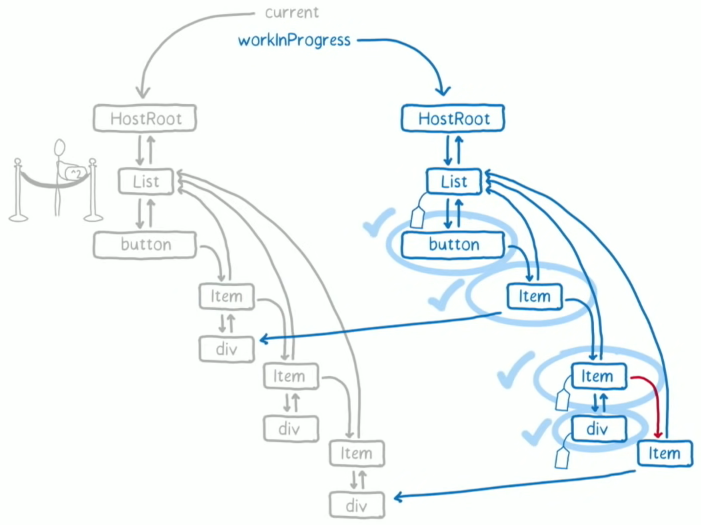 current
workInProgress
HostRoot
HostRoot
List
List
button
button
Item
Item
div
Item
Item
div
div
Item
Item
div